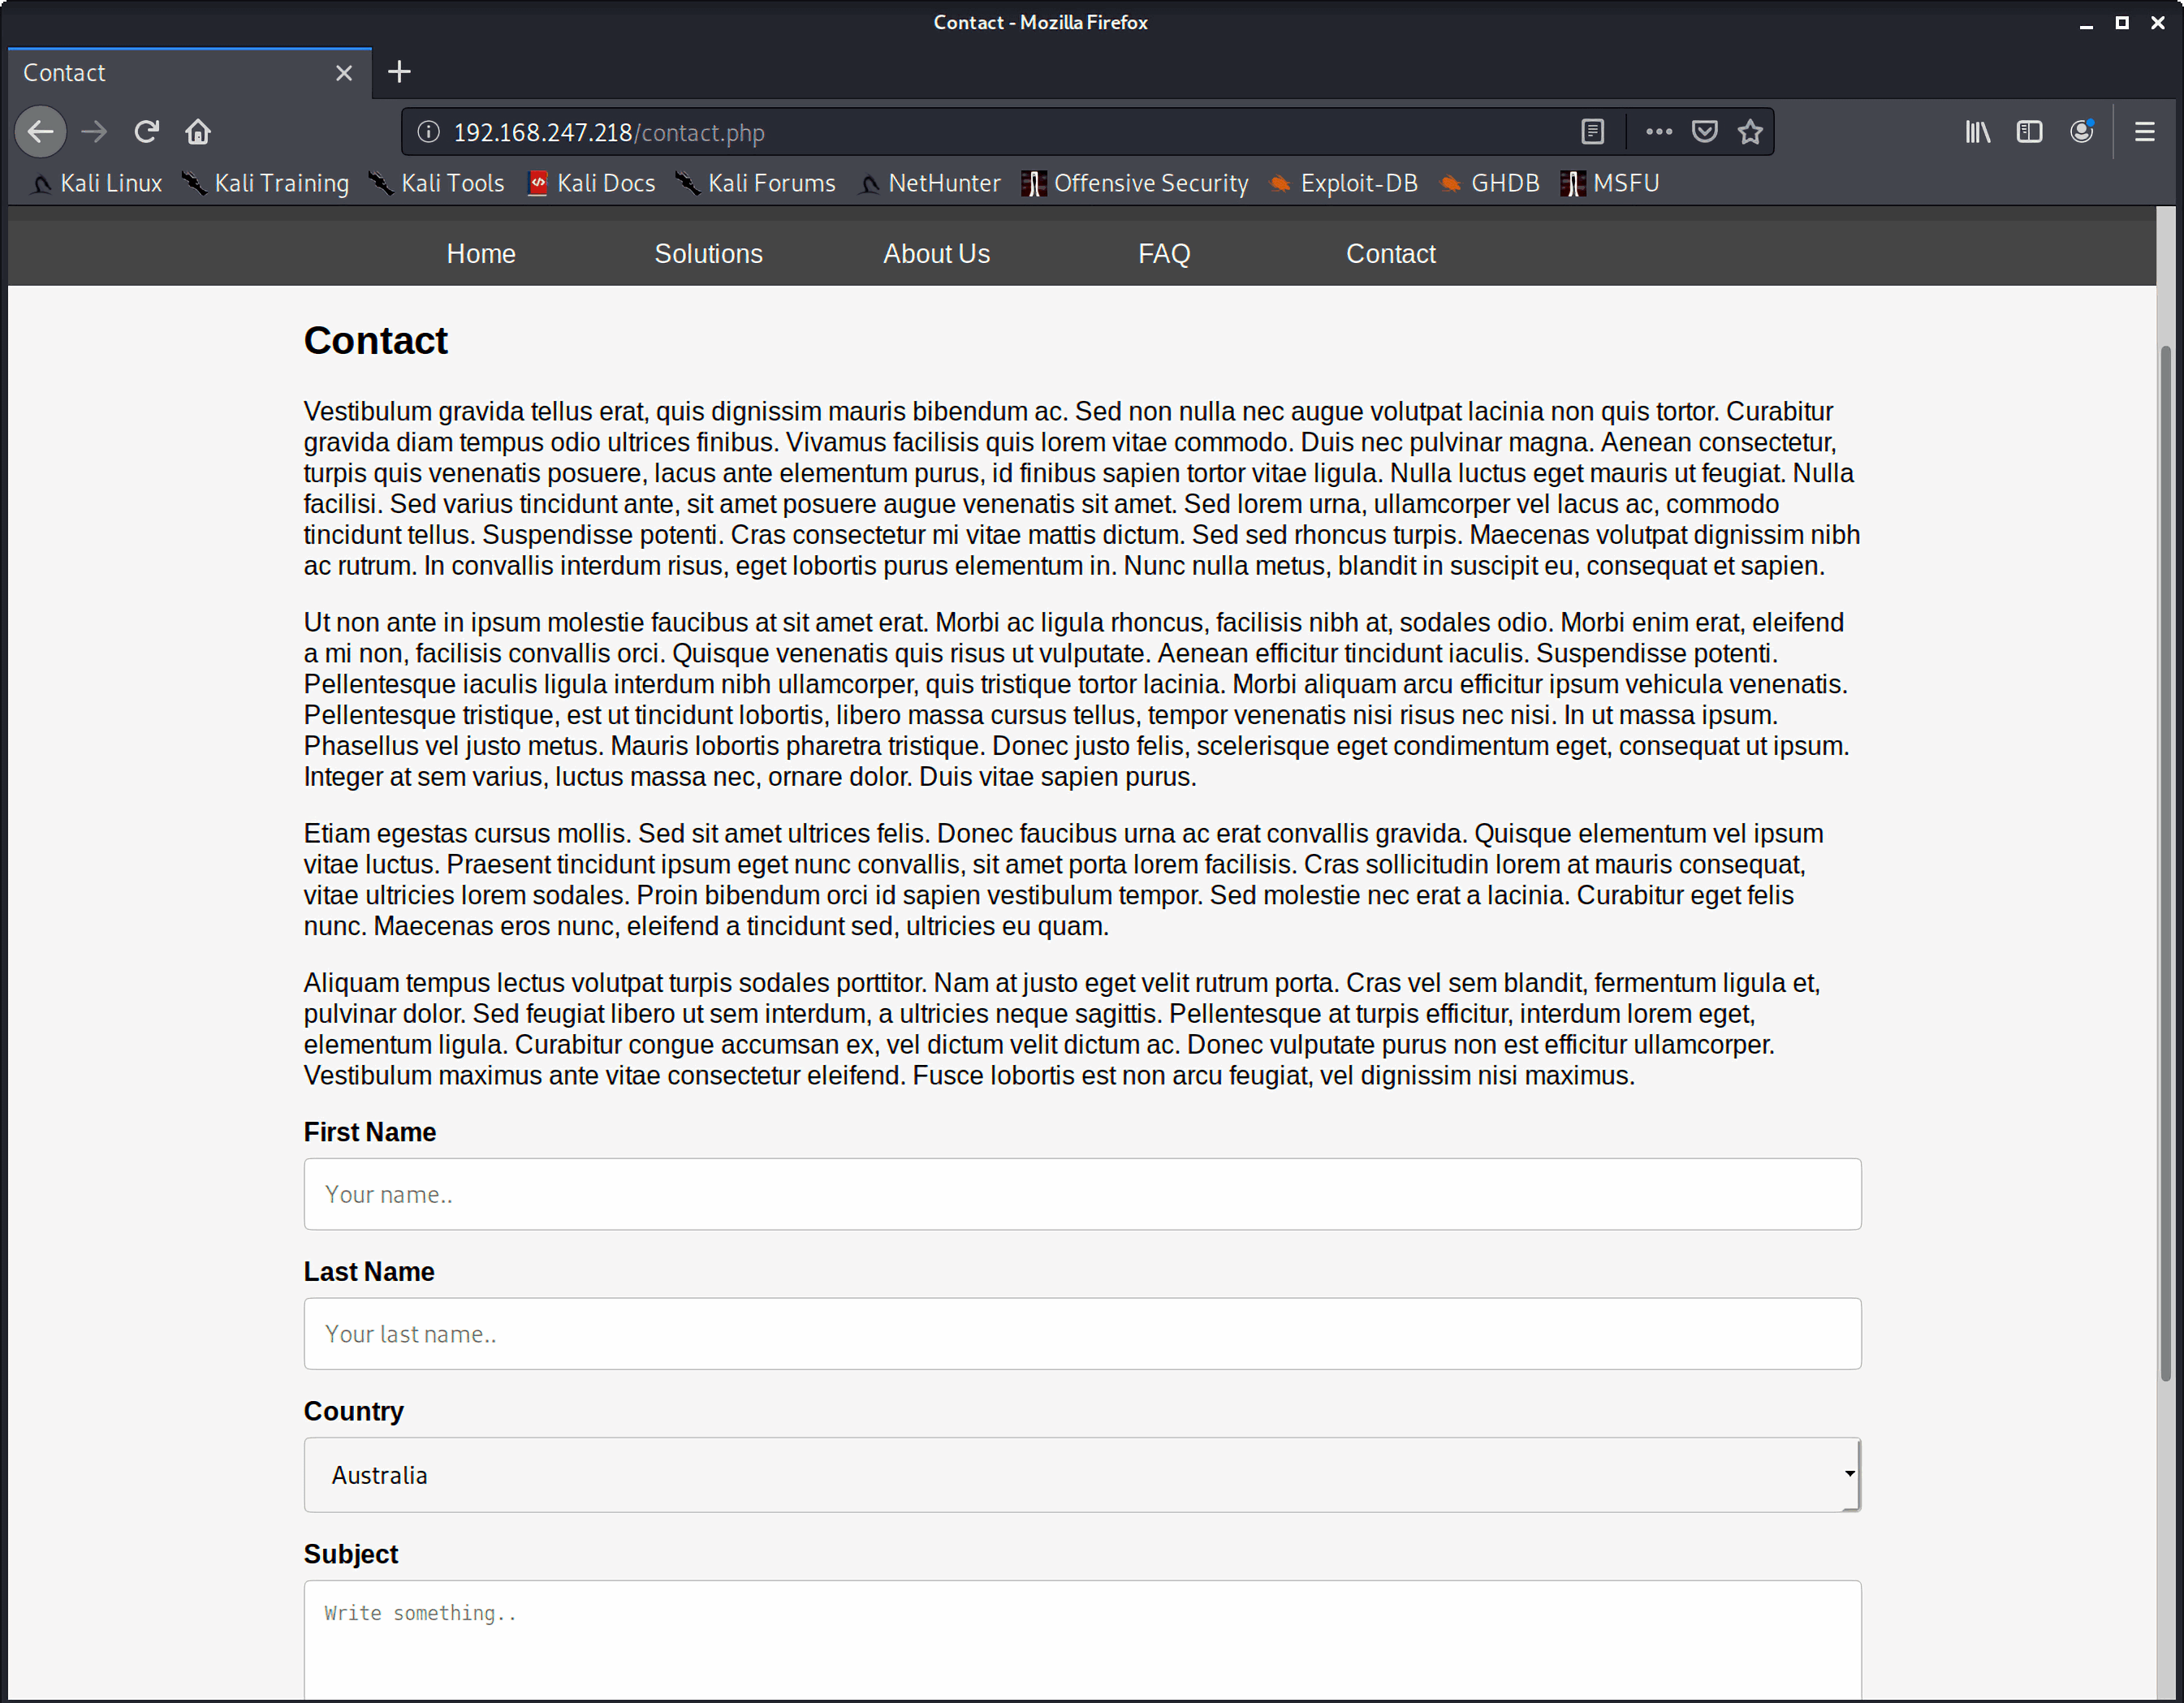 Contact - Mozilla Firefox
Contact
192.168.247.218/contact.php
Kali Linux Kali Training Kali Tools Kali Docs Kali Forums NetHunter Offensive Security Exploit-DB GHDB MSFU
Home Solutions About Us FAQ Contact
Contact
Vestibulum gravida tellus erat, quis dignissim mauris bibendum ac. Sed non nulla nec augue volutpat lacinia non quis tortor. Curabitur
gravida diam tempus odio ultrices finibus. Vivamus facilisis quis lorem vitae commodo. Duis nec pulvinar magna. Aenean consectetur,
turpis quis venenatis posuere, lacus ante elementum purus, id finibus sapien tortor vitae ligula. Nulla luctus eget mauris ut feugiat. Nulla
facilisi. Sed varius tincidunt ante, sit amet posuere augue venenatis sit amet. Sed lorem urna, ullamcorper vel lacus ac, commodo
tincidunt tellus. Suspendisse potenti. Cras consectetur mi vitae mattis dictum. Sed sed rhoncus turpis. Maecenas volutpat dignissim nibh
ac rutrum. In convallis interdum risus, eget lobortis purus elementum in. Nunc nulla metus, blandit in suscipit eu, consequat et sapien.
Ut non ante in ipsum molestie faucibus at sit amet erat. Morbi ac ligula rhoncus, facilisis nibh at, sodales odio. Morbi enim erat, eleifend
a mi non, facilisis convallis orci. Quisque venenatis quis risus ut vulputate. Aenean efficitur tincidunt iaculis. Suspendisse potenti.
Pellentesque iaculis ligula interdum nibh ullamcorper, quis tristique tortor lacinia. Morbi aliquam arcu efficitur ipsum vehicula venenatis.
Pellentesque tristique, est ut tincidunt lobortis, libero massa cursus tellus, tempor venenatis nisi risus nec nisi. In ut massa ipsum.
Phasellus vel justo metus. Mauris lobortis pharetra tristique. Donec justo felis, scelerisque eget condimentum eget, consequat ut ipsum.
Integer at sem varius, luctus massa nec, ornare dolor. Duis vitae sapien purus.
Etiam egestas cursus mollis. Sed sit amet ultrices felis. Donec faucibus urna ac erat convallis gravida. Quisque elementum vel ipsum
vitae luctus. Praesent tincidunt ipsum eget nunc convallis, sit amet porta lorem facilisis. Cras sollicitudin lorem at mauris consequat,
vitae ultricies lorem sodales. Proin bibendum orci id sapien vestibulum tempor. Sed molestie nec erat a lacinia. Curabitur eget felis
nunc. Maecenas eros nunc, eleifend a tincidunt sed, ultricies eu quam.
Aliquam tempus lectus volutpat turpis sodales porttitor. Nam at justo eget velit rutrum porta. Cras vel sem blandit, fermentum ligula et,
pulvinar dolor. Sed feugiat libero ut sem interdum, a ultricies neque sagittis. Pellentesque at turpis efficitur, interdum lorem eget,
elementum ligula. Curabitur congue accumsan ex, vel dictum velit dictum ac. Donec vulputate purus non est efficitur ullamcorper.
Vestibulum maximus ante vitae consectetur eleifend. Fusce lobortis est non arcu feugiat, vel dignissim nisi maximus.
First Name
Your name..
Last Name
Your last name..
Country
Australia
Subject
Write something..